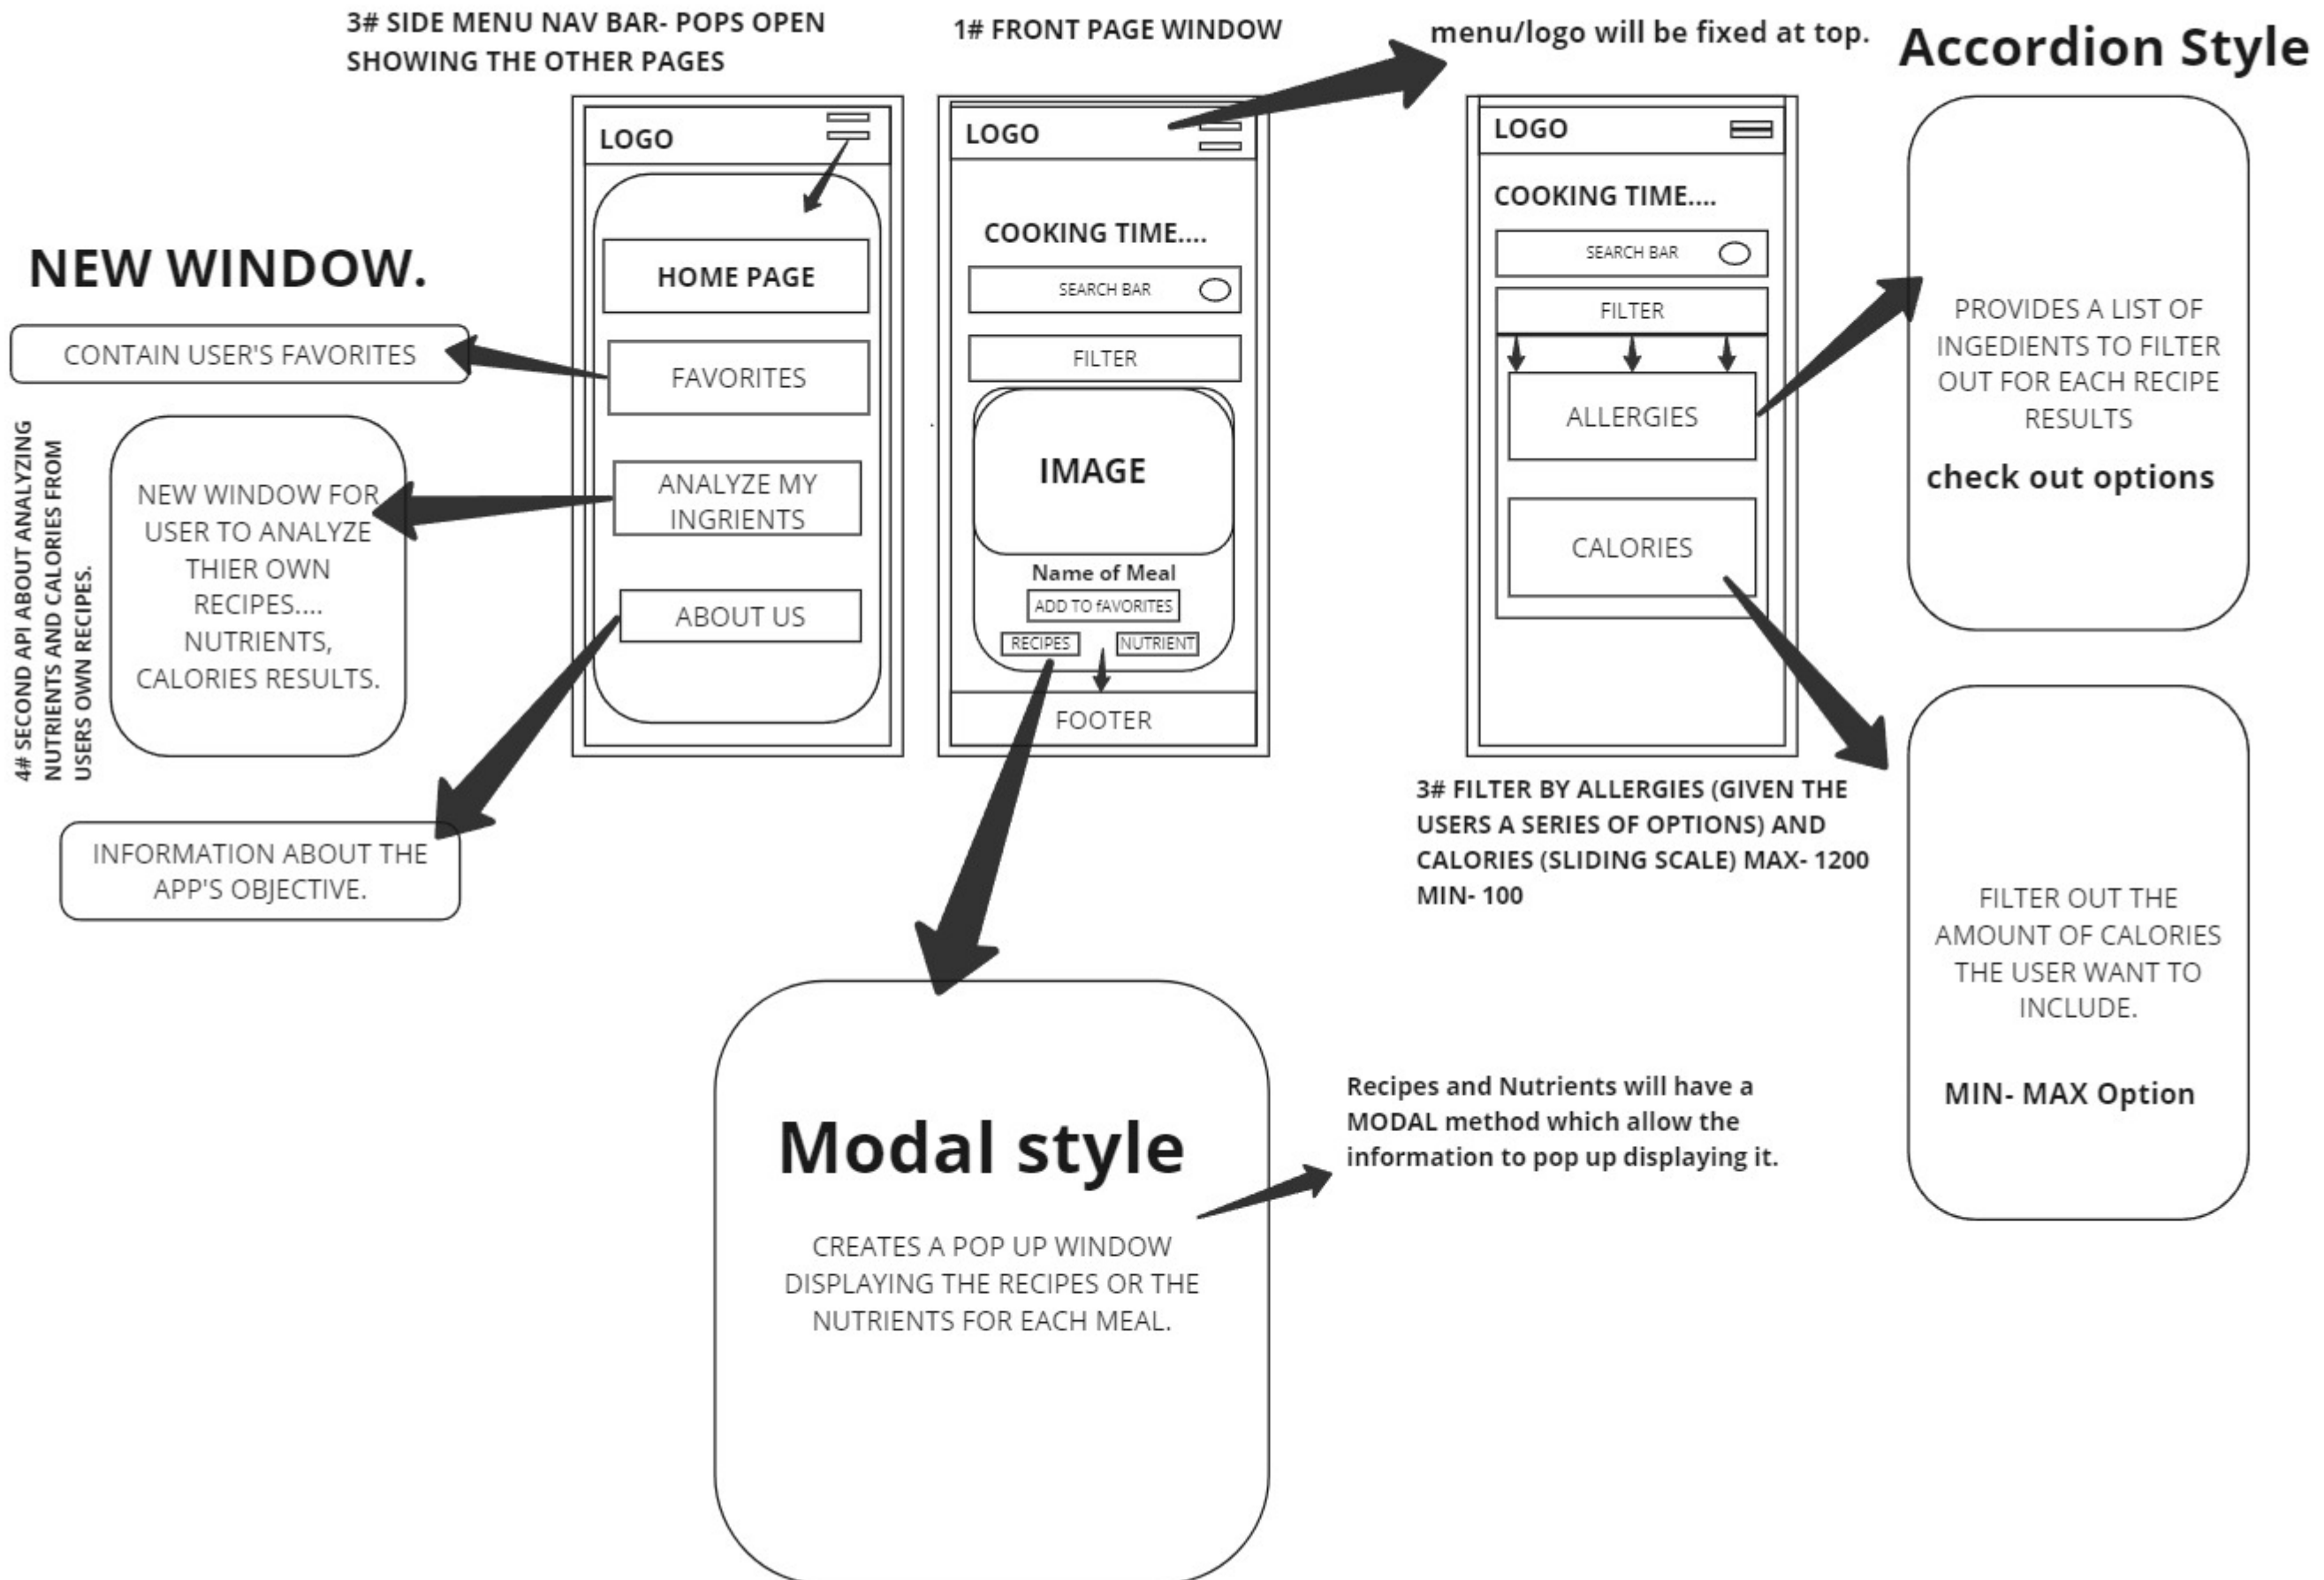 3# SIDE MENU NAV BAR- POPS OPEN
SHOWING THE OTHER PAGES
1# FRONT PAGE WINDOW
menu/logo will be fixed at top.
Accordion Style
NEW WINDOW.
CONTAIN USER'S FAVORITES
4# SECOND API ABOUT ANALYZING
NUTRIENTS AND CALORIES FROM
USERS OWN RECIPES.
NEW WINDOW FOR
USER TO ANALYZE
THIER OWN
RECIPES....
NUTRIENTS,
CALORIES RESULTS.
INFORMATION ABOUT THE
APP'S OBJECTIVE.
LOGO
HOME PAGE
FAVORITES
ANALYZE MY
INGRIENTS
ABOUT US
LOGO
COOKING TIME....
SEARCH BAR
FILTER
IMAGE
Name of Meal
ADD TO fAVORITES
RECIPES
NUTRIENT
FOOTER
LOGO
COOKING TIME....
SEARCH BAR
FILTER
ALLERGIES
CALORIES
3# FILTER BY ALLERGIES (GIVEN THE
USERS A SERIES OF OPTIONS) AND
CALORIES (SLIDING SCALE) MAX- 1200
MIN- 100
PROVIDES A LIST OF
INGEDIENTS TO FILTER
OUT FOR EACH RECIPE
RESULTS
check out options
FILTER OUT THE
AMOUNT OF CALORIES
THE USER WANT TO
INCLUDE.
MIN- MAX Option
Modal style
CREATES A POP UP WINDOW
DISPLAYING THE RECIPES OR THE
NUTRIENTS FOR EACH MEAL.
Recipes and Nutrients will have a
MODAL method which allow the
information to pop up displaying it.